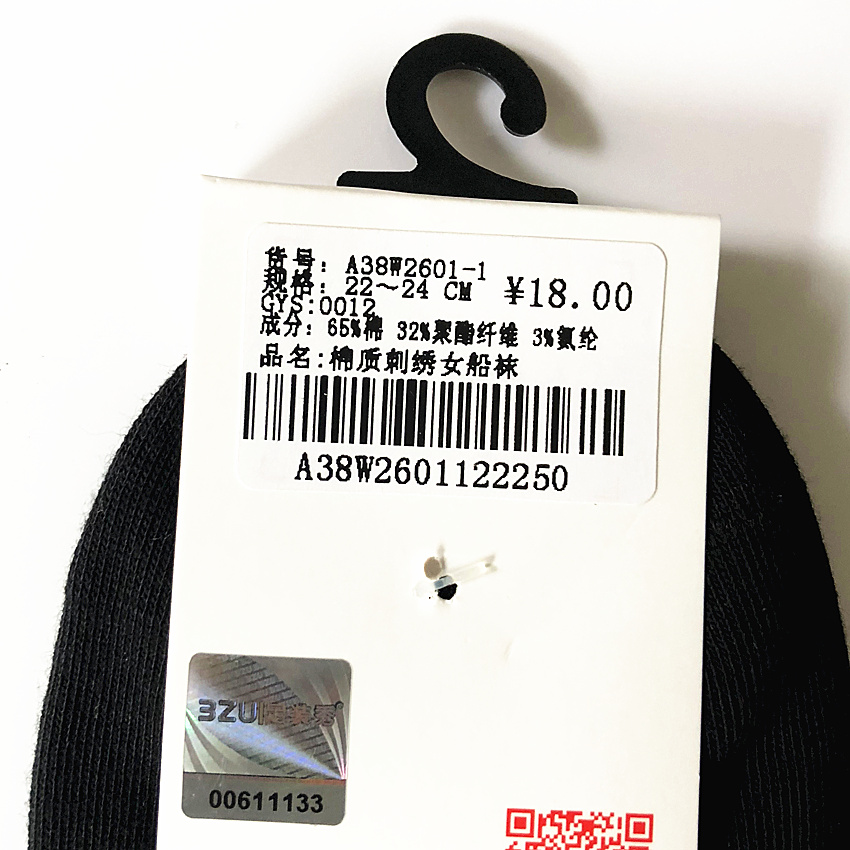 货号: A38W2601-1
规格: 22~24 CM ¥18.00
GYS:0012
成分: 65%棉 32%聚酯纤维 3%氨纶
品名:棉质刺绣女船袜
A38W2601122250
3ZU
00611133